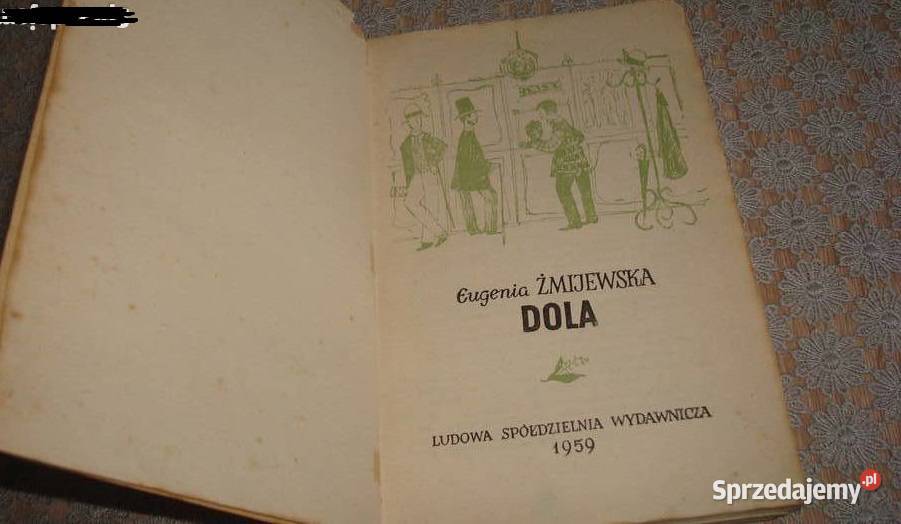 Eugenia ŻMIJEWSKA
DOLA
LUDOWA SPÓŁDZIELNIA WYDAWNICZA
1959
Sprzedajemy.pl